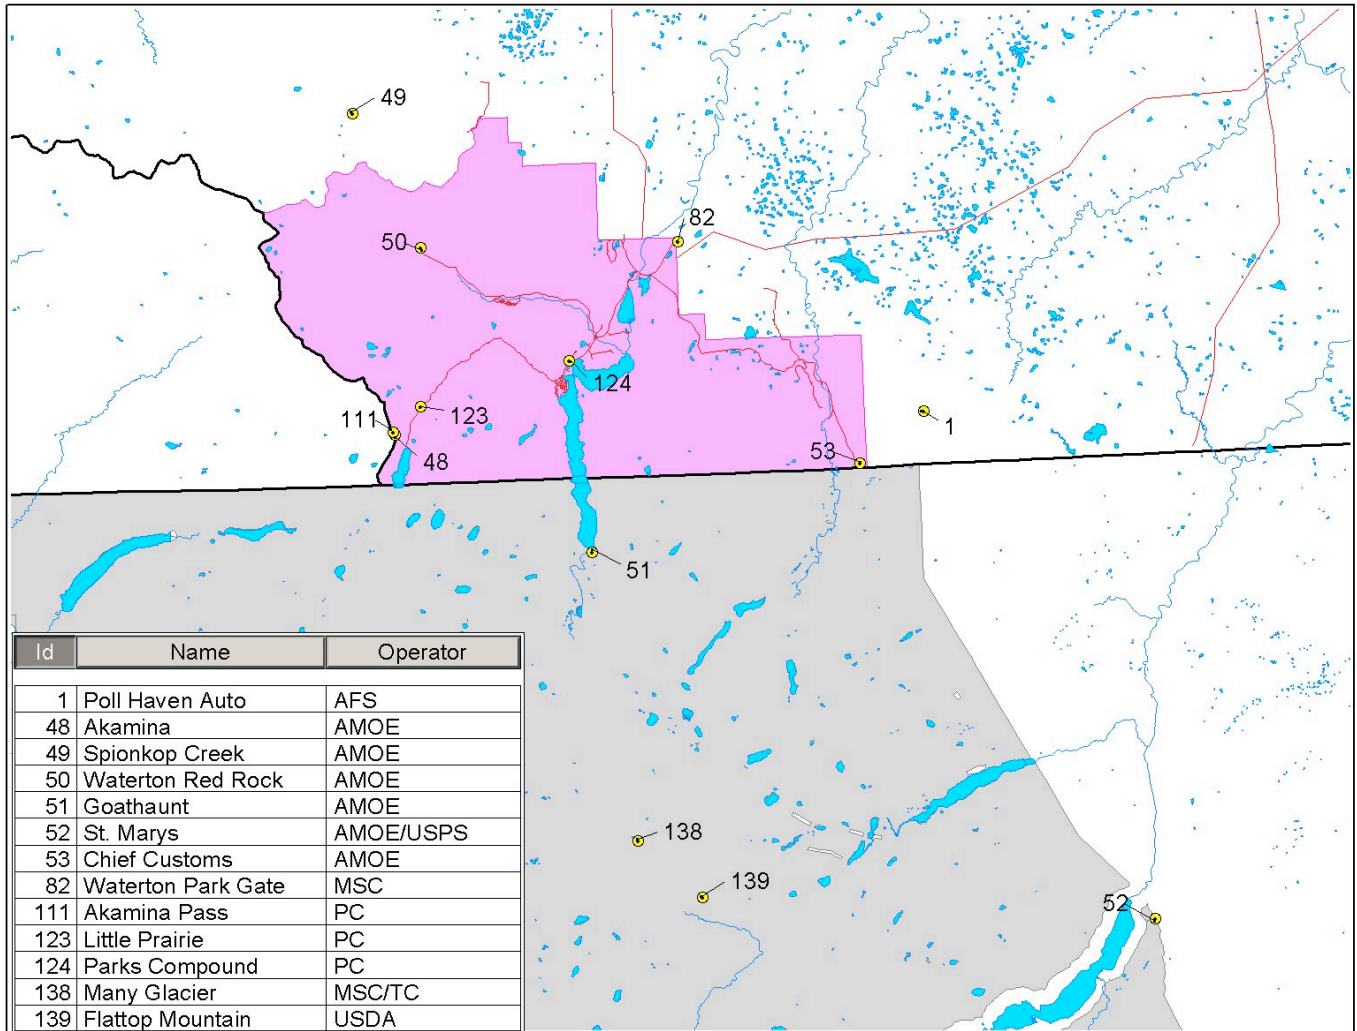 49
82
50
124
123
111
1
48
53
51
138
139
52
Id Name Operator
1 Poll Haven Auto AFS
48 Akamina AMOE
49 Spionkop Creek AMOE
50 Waterton Red Rock AMOE
51 Goathaunt AMOE
52 St. Marys AMOE/USPS
53 Chief Customs AMOE
82 Waterton Park Gate MSC
111 Akamina Pass PC
123 Little Prairie PC
124 Parks Compound PC
138 Many Glacier MSC/TC
139 Flattop Mountain USDA